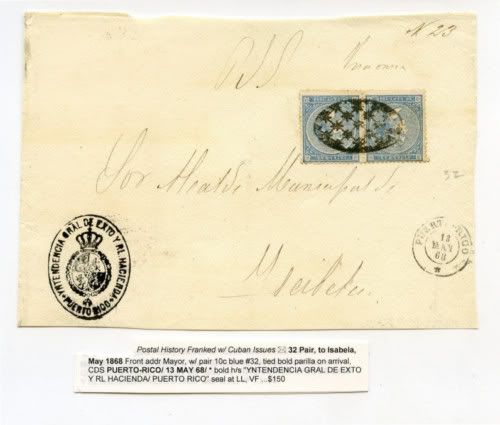 N 23
Sor Alcalde Municipal de
Isabela
INTENDENCIA GRAL DE EXTO Y RL HACIENDA
PUERTO RICO
PUERTO-RICO
13
MAY
68
*
32
Postal History Franked w/ Cuban Issues ✉ 32 Pair, to Isabela,
May 1868 Front addr Mayor, w/ pair 10c blue #32, tied bold parilla on arrival,
CDS PUERTO-RICO/ 13 MAY 68/ * bold h/s "YNTENDENCIA GRAL DE EXTO
Y RL HACIENDA/ PUERTO RICO" seal at LL, VF ...$150